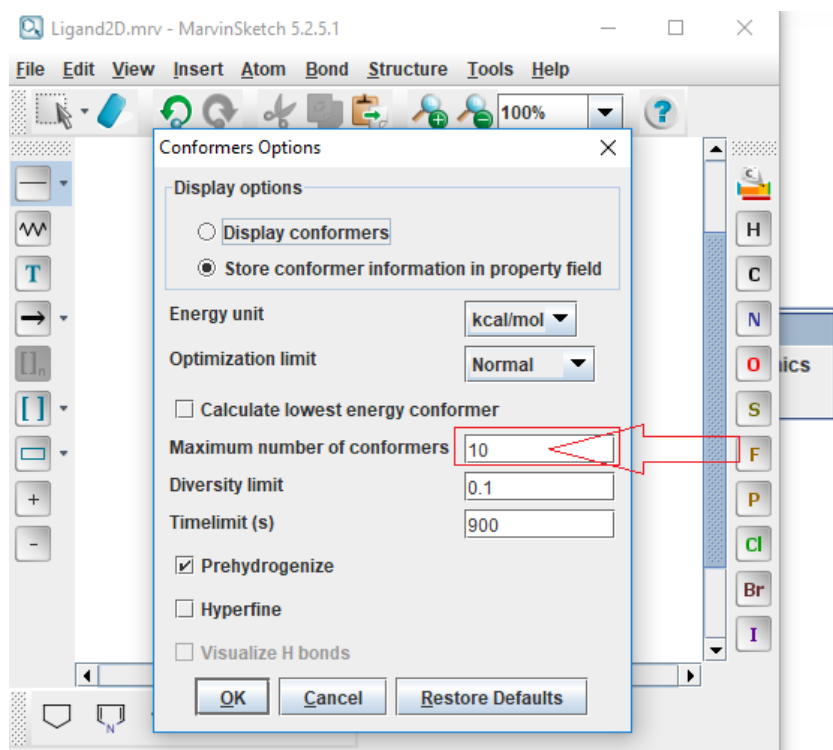 Ligand2D.mrv - MarvinSketch 5.2.5.1
File Edit View Insert Atom Bond Structure Tools Help
100%
?
Conformers Options
Display options
Display conformers
Store conformer information in property field
Energy unit kcal/mol
Optimization limit Normal
Calculate lowest energy conformer
Maximum number of conformers 10
Diversity limit 0.1
Timelimit (s) 900
Prehydrogenize
Hyperfine
Visualize H bonds
OK Cancel Restore Defaults
T
[ ]n
[ ]
+
-
C
H
C
N
O
S
F
P
Cl
Br
I
ics
N